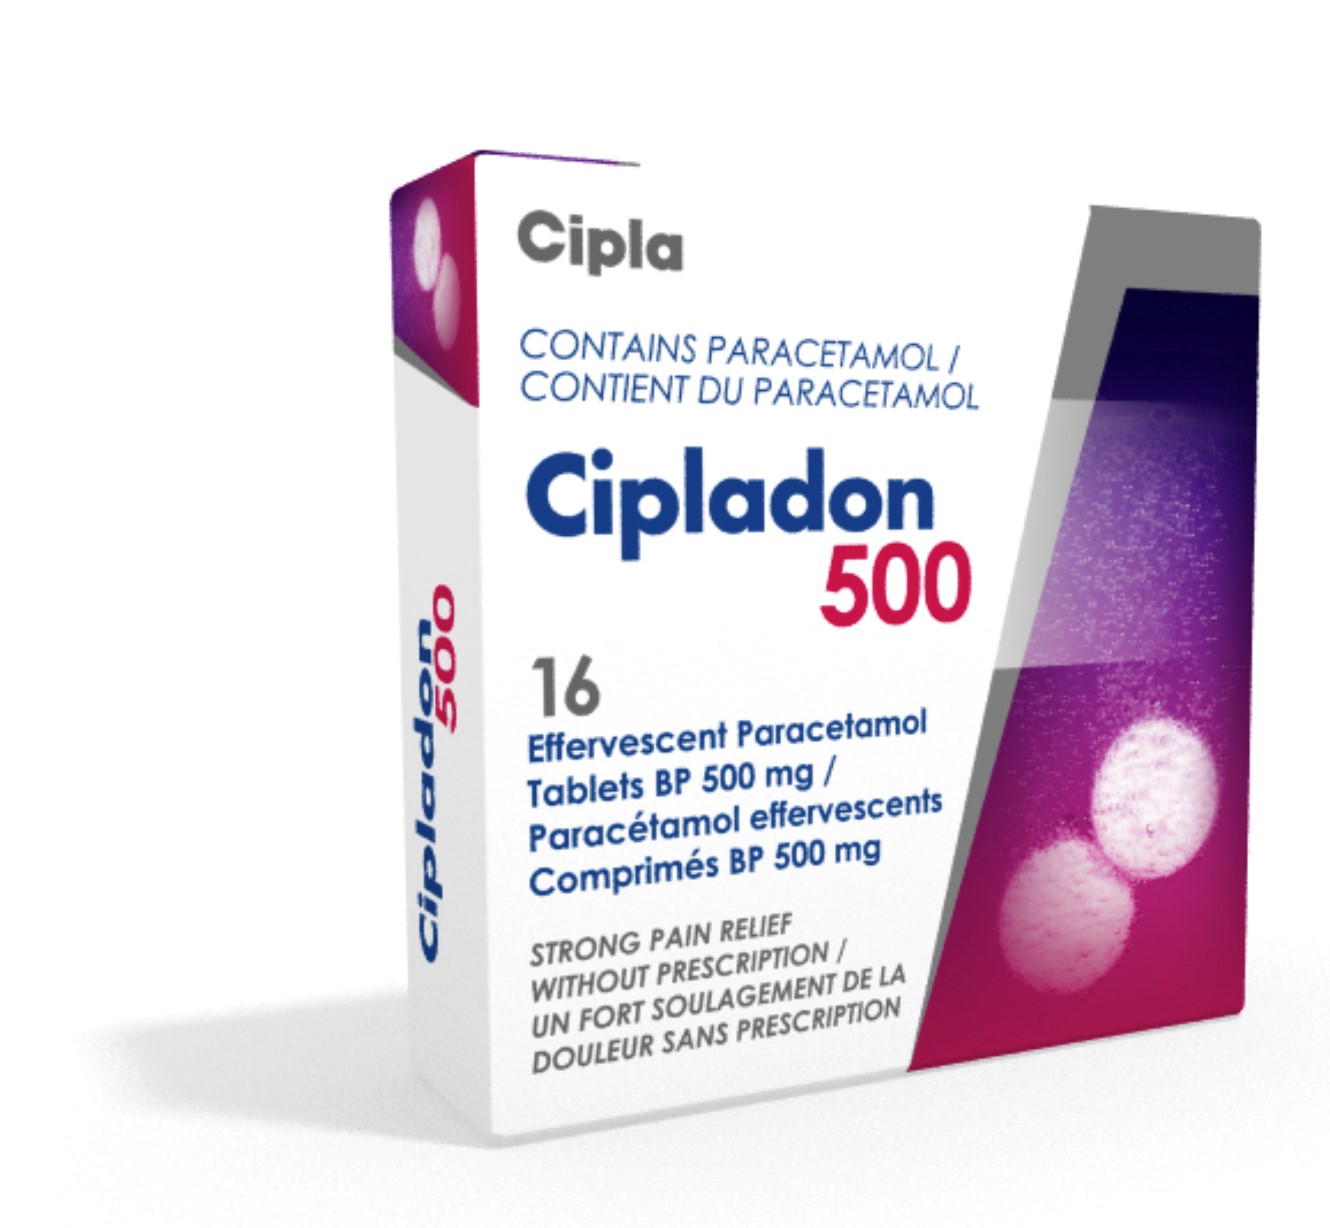 Cipla
CONTAINS PARACETAMOL /
CONTIENT DU PARACETAMOL
Cipladon
500
16
Effervescent Paracetamol
Tablets BP 500 mg /
Paracétamol effervescents
Comprimés BP 500 mg
STRONG PAIN RELIEF
WITHOUT PRESCRIPTION /
UN FORT SOULAGEMENT DE LA
DOULEUR SANS PRESCRIPTION
Cipladon
500